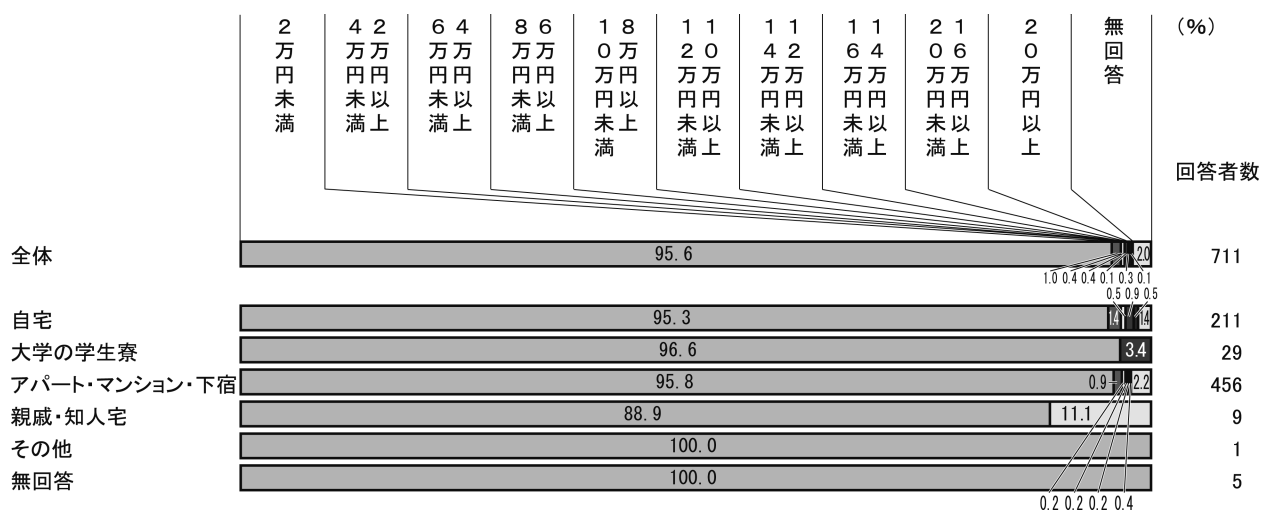 2万円未満
2万円以上
4万円未満
4万円以上
6万円未満
6万円以上
8万円未満
8万円以上
10万円未満
10万円以上
12万円未満
12万円以上
14万円未満
14万円以上
16万円未満
16万円以上
20万円未満
20万円以上
無回答
(%)
回答者数
全体 95.6 2.0 711
1.0 0.4 0.4 0.1 0.3 0.1
0.5 0.9 0.5
自宅 95.3 1.4 1.4 211
大学の学生寮 96.6 3.4 29
アパート・マンション・下宿 95.8 0.9 2.2 456
親戚・知人宅 88.9 11.1 9
その他 100.0 1
無回答 100.0 5
0.2 0.2 0.2 0.4